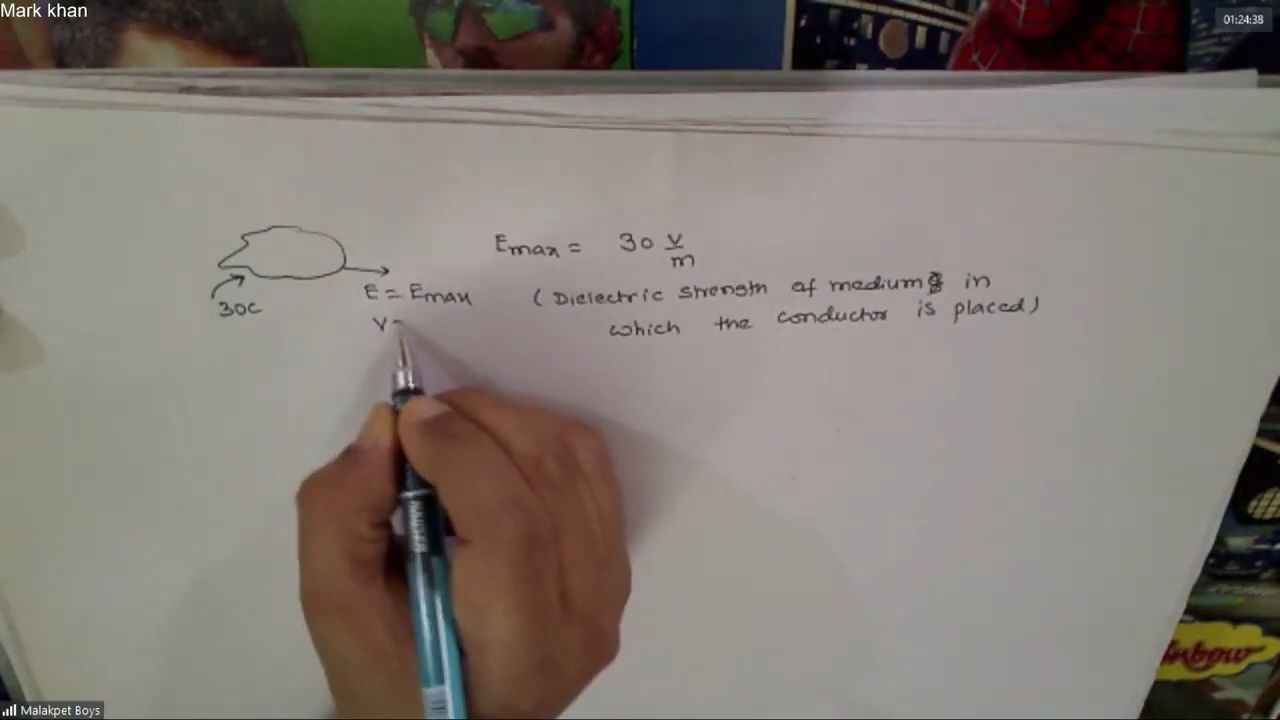 Mark khan
01:24:38
Emax = 30 V/m
E = Emax
(Dielectric strength of medium in
30C
V =
which the conductor is placed)
inbow
Malakpet Boys